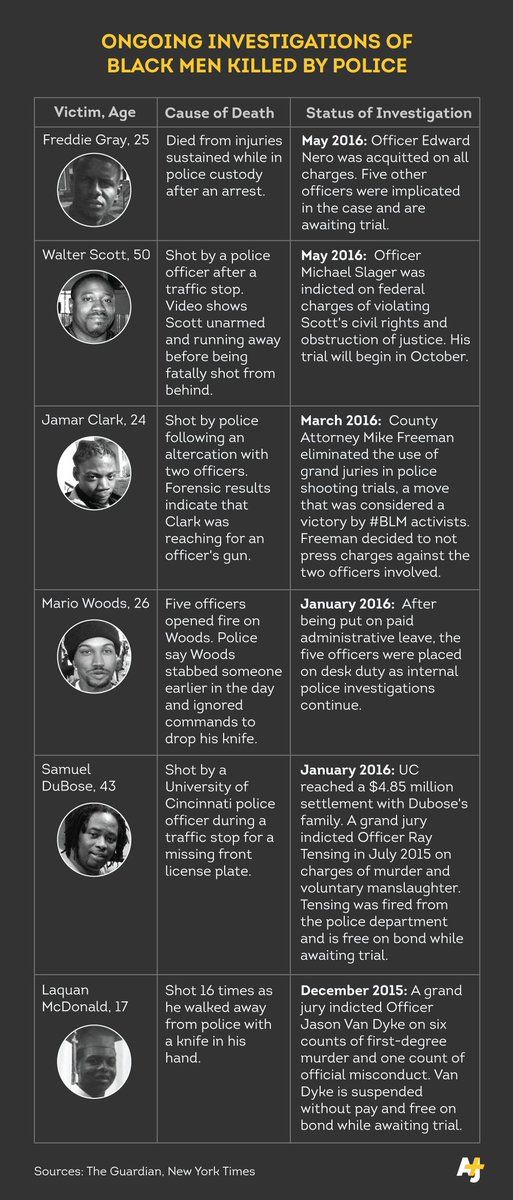 ONGOING INVESTIGATIONS OF
BLACK MEN KILLED BY POLICE
Victim, Age
Cause of Death
Status of Investigation
Freddie Gray, 25
Died from injuries
sustained while in
police custody
after an arrest.
May 2016: Officer Edward
Nero was acquitted on all
charges. Five other
officers were implicated
in the case and are
awaiting trial.
Walter Scott, 50
Shot by a police
officer after a
traffic stop.
Video shows
Scott unarmed
and running away
before being
fatally shot from
behind.
May 2016: Officer
Michael Slager was
indicted on federal
charges of violating
Scott's civil rights and
obstruction of justice. His
trial will begin in October.
Jamar Clark, 24
Shot by police
following an
altercation with
two officers.
Forensic results
indicate that
Clark was
reaching for an
officer's gun.
March 2016: County
Attorney Mike Freeman
eliminated the use of
grand juries in police
shooting trials, a move
that was considered a
victory by #BLM activists.
Freeman decided to not
press charges against the
two officers involved.
Mario Woods, 26
Five officers
opened fire on
Woods. Police
say Woods
stabbed someone
earlier in the day
and ignored
commands to
drop his knife.
January 2016: After
being put on paid
administrative leave, the
five officers were placed
on desk duty as internal
police investigations
continue.
Samuel
DuBose, 43
Shot by a
University of
Cincinnati police
officer during a
traffic stop for a
missing front
license plate.
January 2016: UC
reached a $4.85 million
settlement with Dubose's
family. A grand jury
indicted Officer Ray
Tensing in July 2015 on
charges of murder and
voluntary manslaughter.
Tensing was fired from
the police department
and is free on bond while
awaiting trial.
Laquan
McDonald, 17
Shot 16 times as
he walked away
from police with
a knife in his
hand.
December 2015: A grand
jury indicted Officer
Jason Van Dyke on six
counts of first-degree
murder and one count of
official misconduct. Van
Dyke is suspended
without pay and free on
bond while awaiting trial.
Sources: The Guardian, New York Times
AJ+